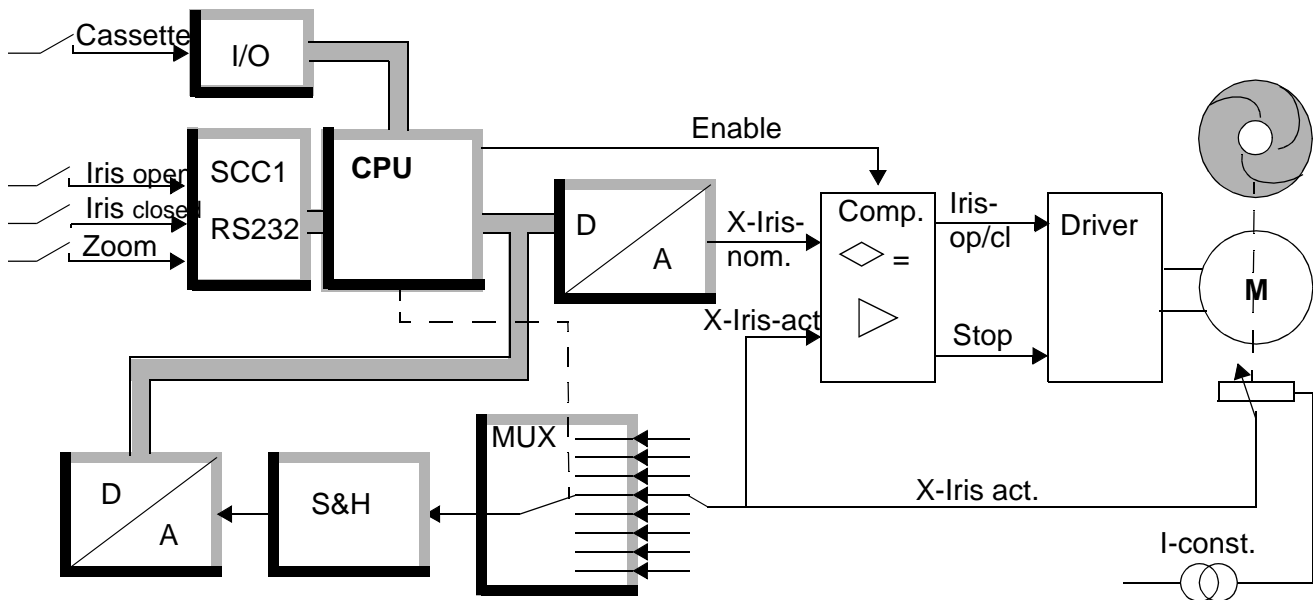 Cassette
I/O
Enable
Iris open
Iris closed
Zoom
SCC1
RS232
CPU
D
A
X-Iris-
nom.
X-Iris-act
Comp.
=
Iris-
op/cl
Stop
Driver
M
MUX
D
A
S&H
X-Iris act.
I-const.